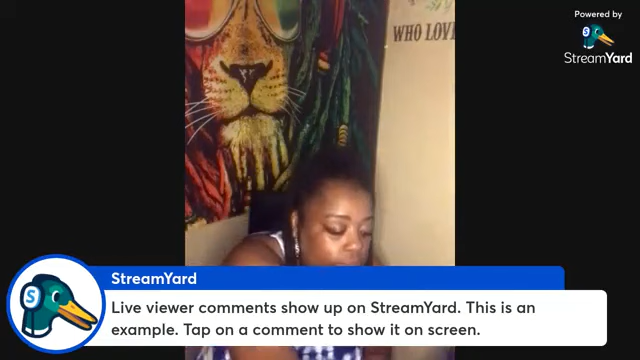 Powered by
StreamYard
WHO LOV
StreamYard
Live viewer comments show up on StreamYard. This is an
example. Tap on a comment to show it on screen.